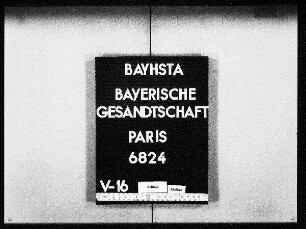 BAYHSTA
BAYERISCHE
GESANDTSCHAFT
PARIS
6824
V-16